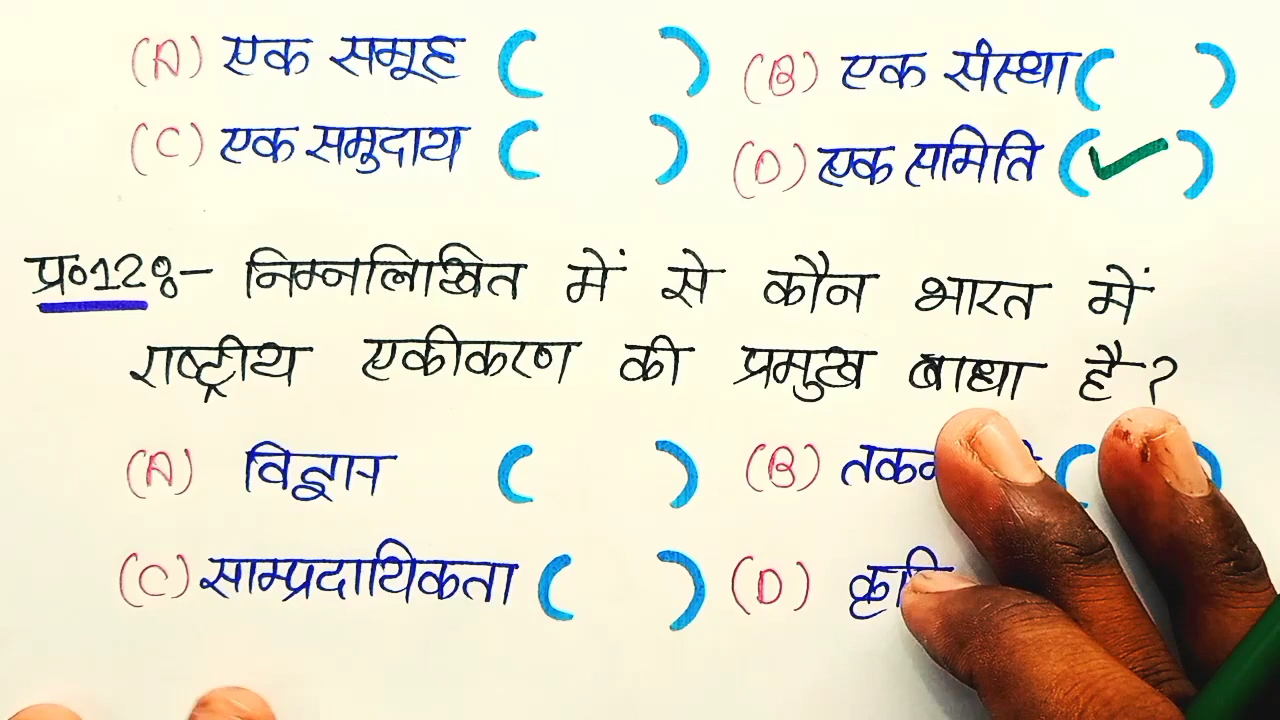 (A) एक समूह ( ) (B) एक संस्था ( )
(C) एक समुदाय ( ) (D) एक समिति (✓)
प्र०12ः- निम्नलिखित में से कौन भारत में
राष्ट्रीय एकीकरण की प्रमुख बाधा है?
(A) विद्वान ( ) (B) ( )
(C) साम्प्रदायिकता ( ) (D)